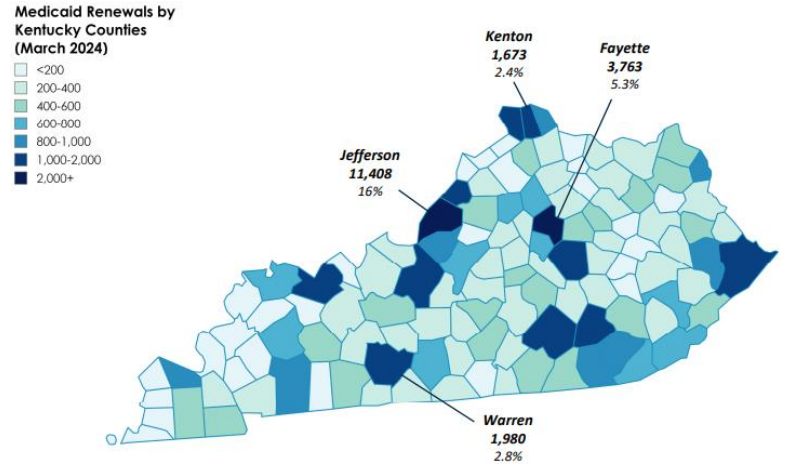 Medicaid Renewals by
Kentucky Counties
(March 2024)
<200
200-400
400-600
600-800
800-1,000
1,000-2,000
2,000+
Kenton
1,673
2.4%
Fayette
3,763
5.3%
Jefferson
11,408
16%
Warren
1,980
2.8%